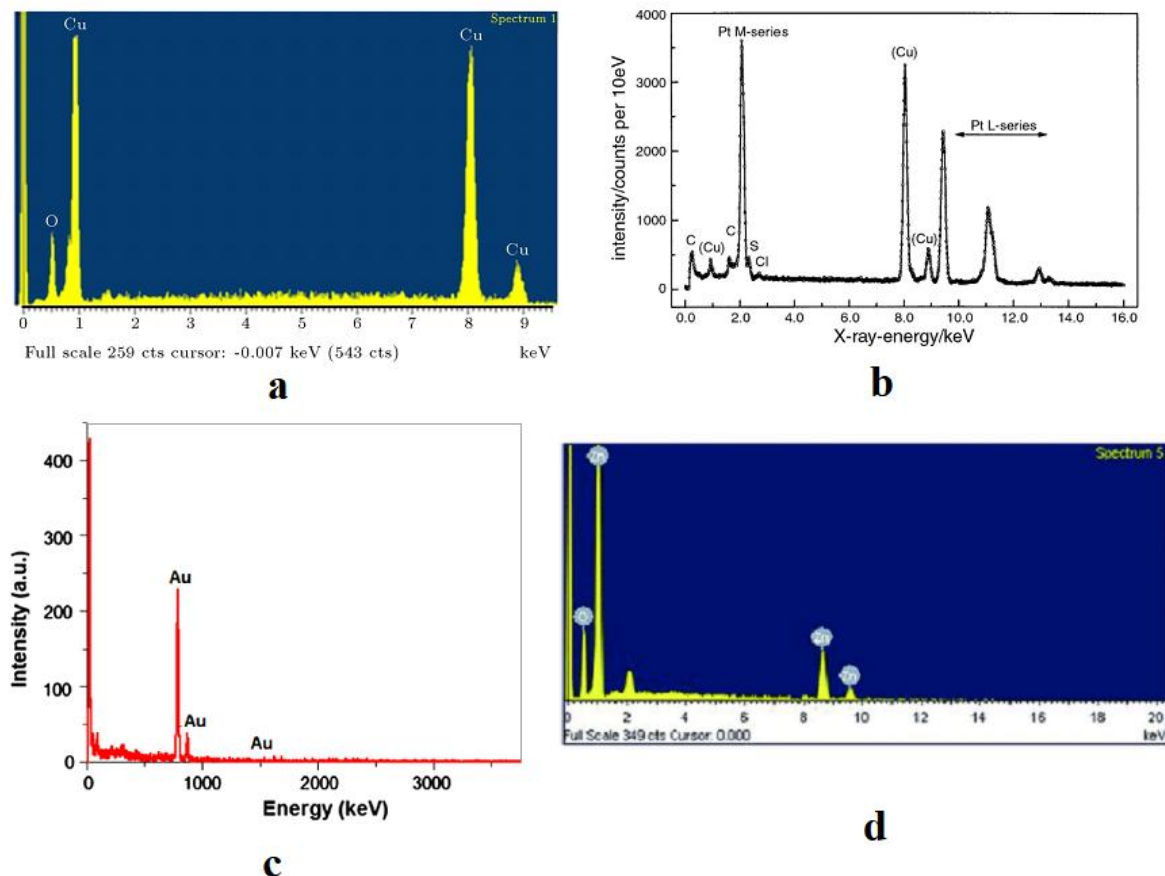 Spectrum 1
Cu
Cu
O
Cu
0 1 2 3 4 5 6 7 8 9
Full scale 259 cts cursor: -0.007 keV (543 cts) keV
a
4000
3000
2000
1000
0
intensity/counts per 10eV
Pt M-series
(Cu)
Pt L-series
C
(Cu)
C
S
Cl
(Cu)
0.0 2.0 4.0 6.0 8.0 10.0 12.0 14.0 16.0
X-ray-energy/keV
b
400
300
200
100
0
Intensity (a.u.)
Au
Au
Au
0 1000 2000 3000
Energy (keV)
c
Spectrum 5
Zn
O
Zn
Zn
0 2 4 6 8 10 12 14 16 18 20
Full Scale 349 cts Cursor: 0.000 keV
d